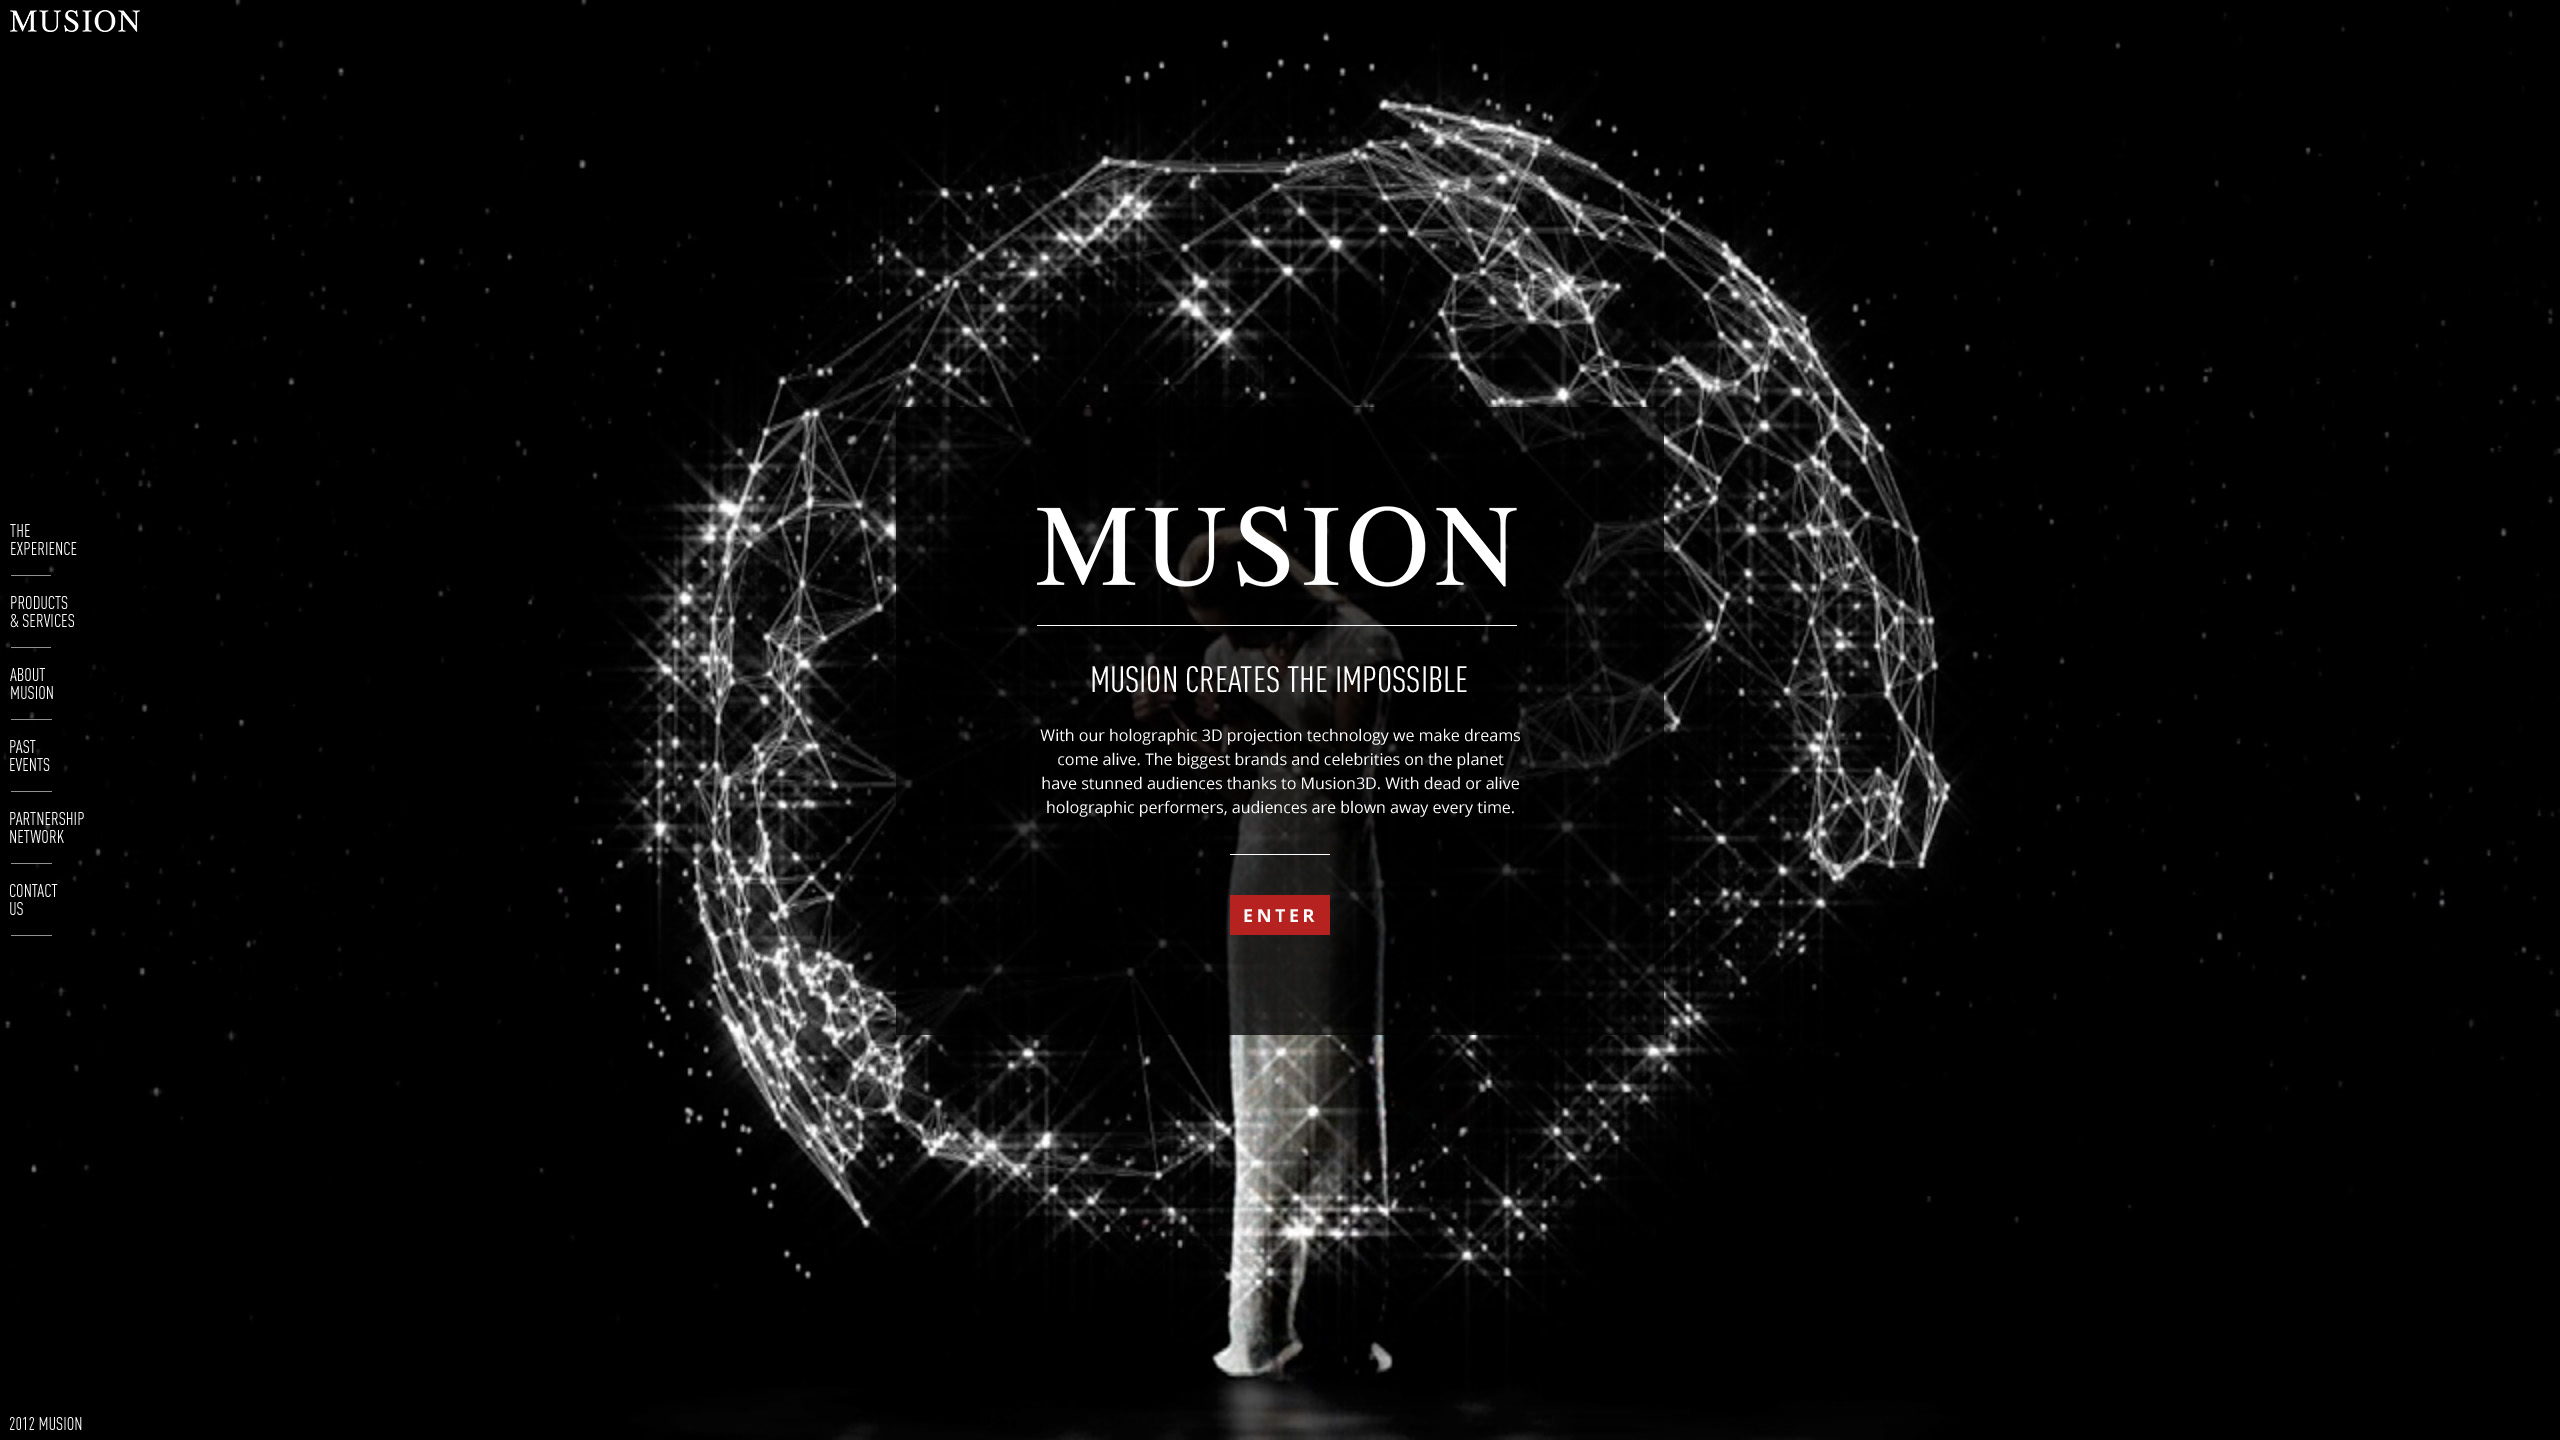 MUSION
THE
EXPERIENCE
PRODUCTS
& SERVICES
ABOUT
MUSION
PAST
EVENTS
PARTNERSHIP
NETWORK
CONTACT
US
MUSION
MUSION CREATES THE IMPOSSIBLE
With our holographic 3D projection technology we make dreams
come alive. The biggest brands and celebrities on the planet
have stunned audiences thanks to Musion3D. With dead or alive
holographic performers, audiences are blown away every time.
ENTER
2012 MUSION